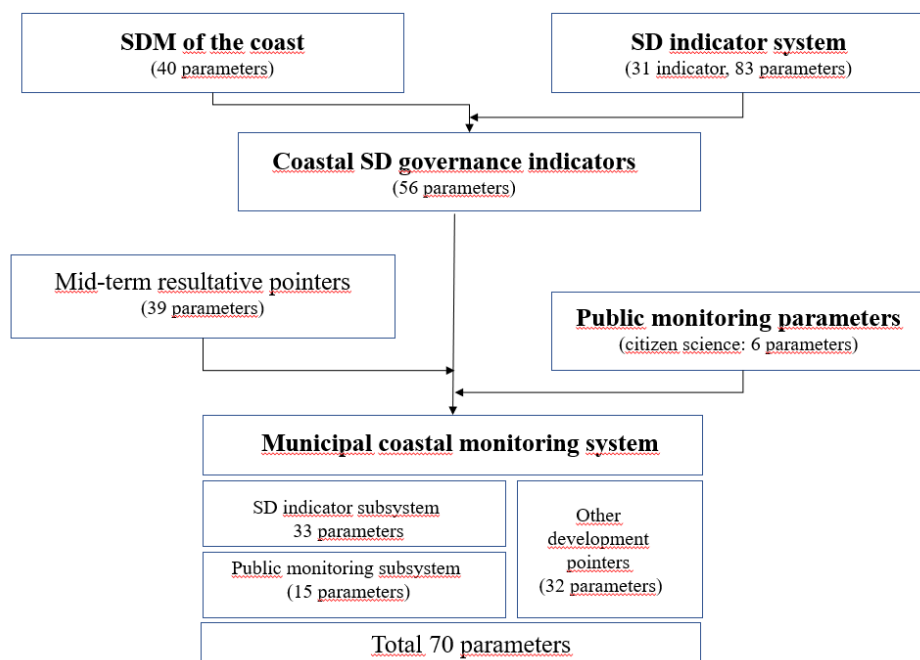 SDM of the coast
(40 parameters)
SD indicator system
(31 indicator, 83 parameters)
Coastal SD governance indicators
(56 parameters)
Mid-term resultative pointers
(39 parameters)
Public monitoring parameters
(citizen science: 6 parameters)
Municipal coastal monitoring system
SD indicator subsystem
33 parameters
Public monitoring subsystem
(15 parameters)
Other
development
pointers
(32 parameters)
Total 70 parameters